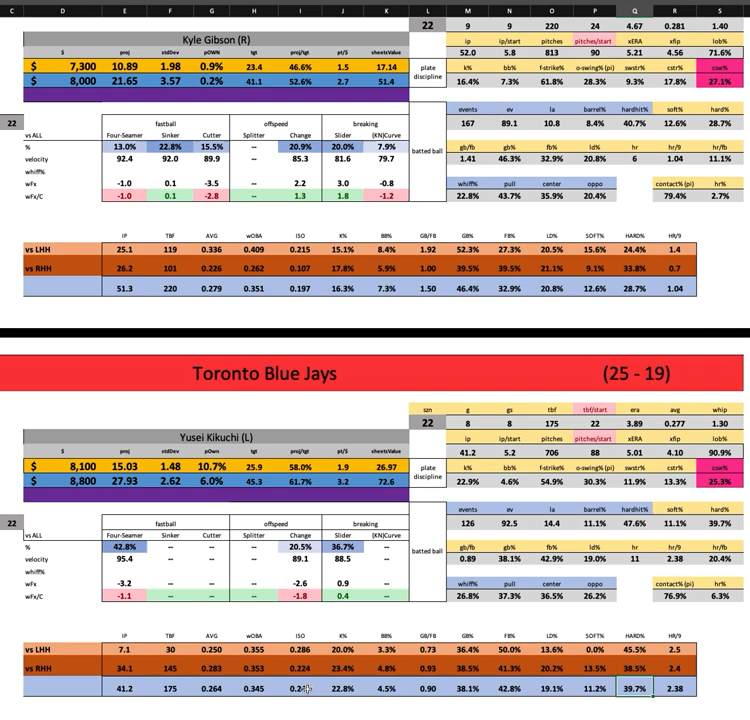 C D E F G H I J K L M N O P Q R S
22 9 9 220 24 4.67 0.281 1.40
Kyle Gibson (R) ip ip/start pitches pitches/start xERA xfip lob%
$ proj stdDev pOWN tgt proj/tgt pt/$ sheetsValue 52.0 5.8 813 90 5.21 4.56 71.6%
$ 7,300 10.89 1.98 0.9% 23.4 46.6% 1.5 17.14 plate discipline k% bb% f-strike% o-swing% (pi) swstr% cstr% csw%
$ 8,000 21.65 3.57 0.2% 41.1 52.6% 2.7 51.4 16.4% 7.3% 61.8% 28.3% 9.3% 17.8% 27.1%
events ev la barrel% hardhit% soft% hard%
22 fastball offspeed breaking 167 89.1 10.8 8.4% 40.7% 12.6% 28.7%
vs ALL Four-Seamer Sinker Cutter Splitter Change Slider (KN)Curve
% 13.0% 22.8% 15.5% -- 20.9% 20.0% 7.9% batted ball gb/fb gb% fb% ld% hr hr/9 hr/fb
velocity 92.4 92.0 89.9 -- 85.3 81.6 79.7 1.41 46.3% 32.9% 20.8% 6 1.04 11.1%
whiff%
wFx -1.0 0.1 -3.5 -- 2.2 3.0 -0.8 whiff% pull center oppo contact% (pi) hr%
wFx/C -1.0 0.1 -2.8 -- 1.3 1.8 -1.2 22.8% 43.7% 35.9% 20.4% 79.4% 2.7%
IP TBF AVG wOBA ISO K% BB% GB/FB GB% FB% LD% SOFT% HARD% HR/9
vs LHH 25.1 119 0.336 0.409 0.215 15.1% 8.4% 1.92 52.3% 27.3% 20.5% 15.6% 24.4% 1.4
vs RHH 26.2 101 0.226 0.262 0.107 17.8% 5.9% 1.00 39.5% 39.5% 21.1% 9.1% 33.8% 0.7
51.3 220 0.279 0.351 0.197 16.3% 7.3% 1.50 46.4% 32.9% 20.8% 12.6% 28.7% 1.04
Toronto Blue Jays (25 - 19)
szn g gs tbf tbf/start era avg whip
22 8 8 175 22 3.89 0.277 1.30
Yusei Kikuchi (L) ip ip/start pitches pitches/start xERA xfip lob%
$ proj stdDev pOwn tgt proj/tgt pt/$ sheetsValue 41.2 5.2 706 88 5.01 4.10 90.9%
$ 8,100 15.03 1.48 10.7% 25.9 58.0% 1.9 26.97 plate discipline k% bb% f-strike% o-swing% (pi) swstr% cstr% csw%
$ 8,800 27.93 2.62 6.0% 45.3 61.7% 3.2 72.6 22.9% 4.6% 54.9% 30.3% 11.9% 13.3% 25.3%
events ev la barrel% hardhit% soft% hard%
22 fastball offspeed breaking 126 92.5 14.4 11.1% 47.6% 11.1% 39.7%
vs ALL Four-Seamer Sinker Cutter Splitter Change Slider (KN)Curve
% 42.8% -- -- -- 20.5% 36.7% -- batted ball gb/fb gb% fb% ld% hr hr/9 hr/fb
velocity 95.4 -- -- -- 89.1 88.5 -- 0.89 38.1% 42.9% 19.0% 11 2.38 20.4%
whiff%
wFx -3.2 -- -- -- -2.6 0.9 -- whiff% pull center oppo contact% (pi) hr%
wFx/C -1.1 -- -- -- -1.8 0.4 -- 26.8% 37.3% 36.5% 26.2% 76.9% 6.3%
IP TBF AVG wOBA ISO K% BB% GB/FB GB% FB% LD% SOFT% HARD% HR/9
vs LHH 7.1 30 0.250 0.355 0.286 20.0% 3.3% 0.73 36.4% 50.0% 13.6% 0.0% 45.5% 2.5
vs RHH 34.1 145 0.283 0.353 0.224 23.4% 4.8% 0.93 38.5% 41.3% 20.2% 13.5% 38.5% 2.4
41.2 175 0.264 0.345 22.8% 4.5% 0.90 38.1% 42.8% 19.1% 11.2% 39.7% 2.38